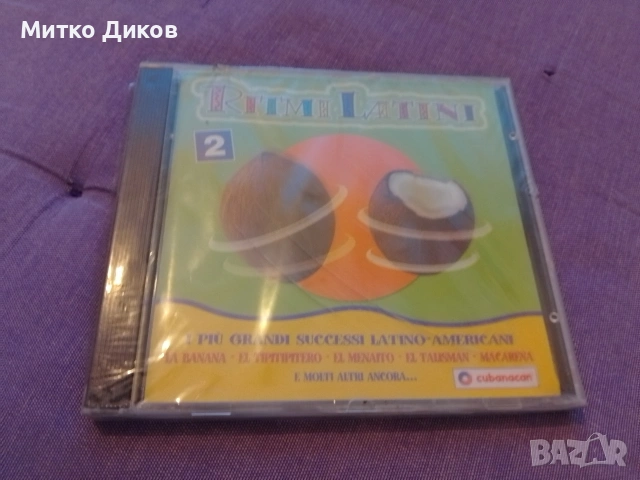 Митко Диков
RITMI LATINI
2
I PIÙ GRANDI SUCCESSI LATINO-AMERICANI
LA BANANA - EL TIPITIPITERO - EL MENAITO - EL TALISMAN - MACARENA
E MOLTI ALTRI ANCORA...
cubanacan
BAZAR